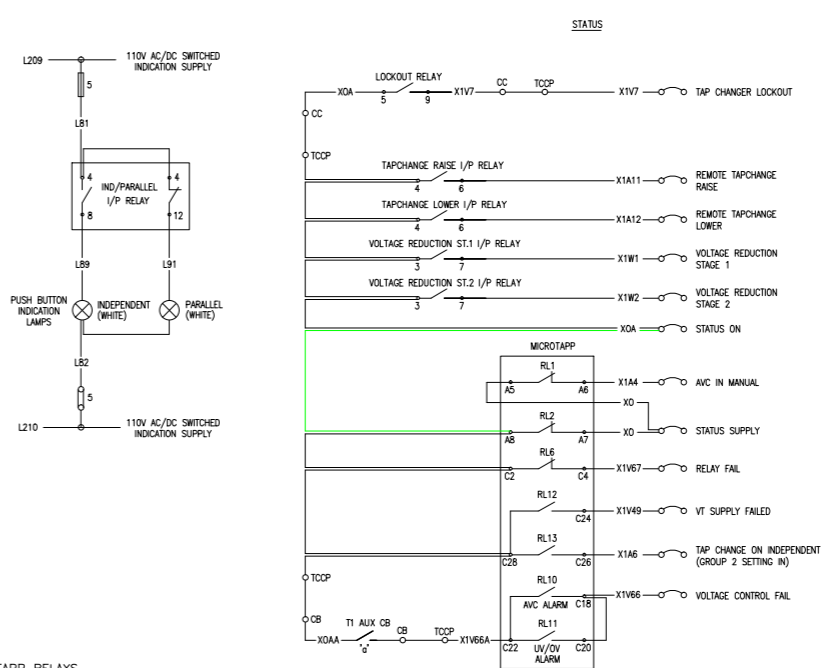 STATUS
L209
110V AC/DC SWITCHED
INDICATION SUPPLY
5
L81
4
4
IND/PARALLEL
I/P RELAY
8
12
L89
L91
PUSH BUTTON
INDICATION
LAMPS
INDEPENDENT
(WHITE)
PARALLEL
(WHITE)
L82
5
L210
110V AC/DC SWITCHED
INDICATION SUPPLY
LOCKOUT RELAY
X0A
5
9
X1V7
CC
TCCP
X1V7
TAP CHANGER LOCKOUT
CC
TCCP
TAPCHANGE RAISE I/P RELAY
4
6
X1A11
REMOTE TAPCHANGE
RAISE
TAPCHANGE LOWER I/P RELAY
4
6
X1A12
REMOTE TAPCHANGE
LOWER
VOLTAGE REDUCTION ST.1 I/P RELAY
3
7
X1W1
VOLTAGE REDUCTION
STAGE 1
VOLTAGE REDUCTION ST.2 I/P RELAY
3
7
X1W2
VOLTAGE REDUCTION
STAGE 2
X0A
STATUS ON
MICROTAPP
RL1
A5
A6
X1A4
AVC IN MANUAL
X0
RL2
A8
A7
X0
STATUS SUPPLY
RL6
C2
C4
X1V67
RELAY FAIL
RL12
C24
X1V49
VT SUPPLY FAILED
RL13
C28
C26
X1A6
TAP CHANGE ON INDEPENDENT
(GROUP 2 SETTING IN)
TCCP
RL10
AVC ALARM
C18
X1V66
VOLTAGE CONTROL FAIL
CB
X0AA
T1 AUX CB
"a"
CB
TCCP
X1V66A
C22
RL11
UV/OV
ALARM
C20